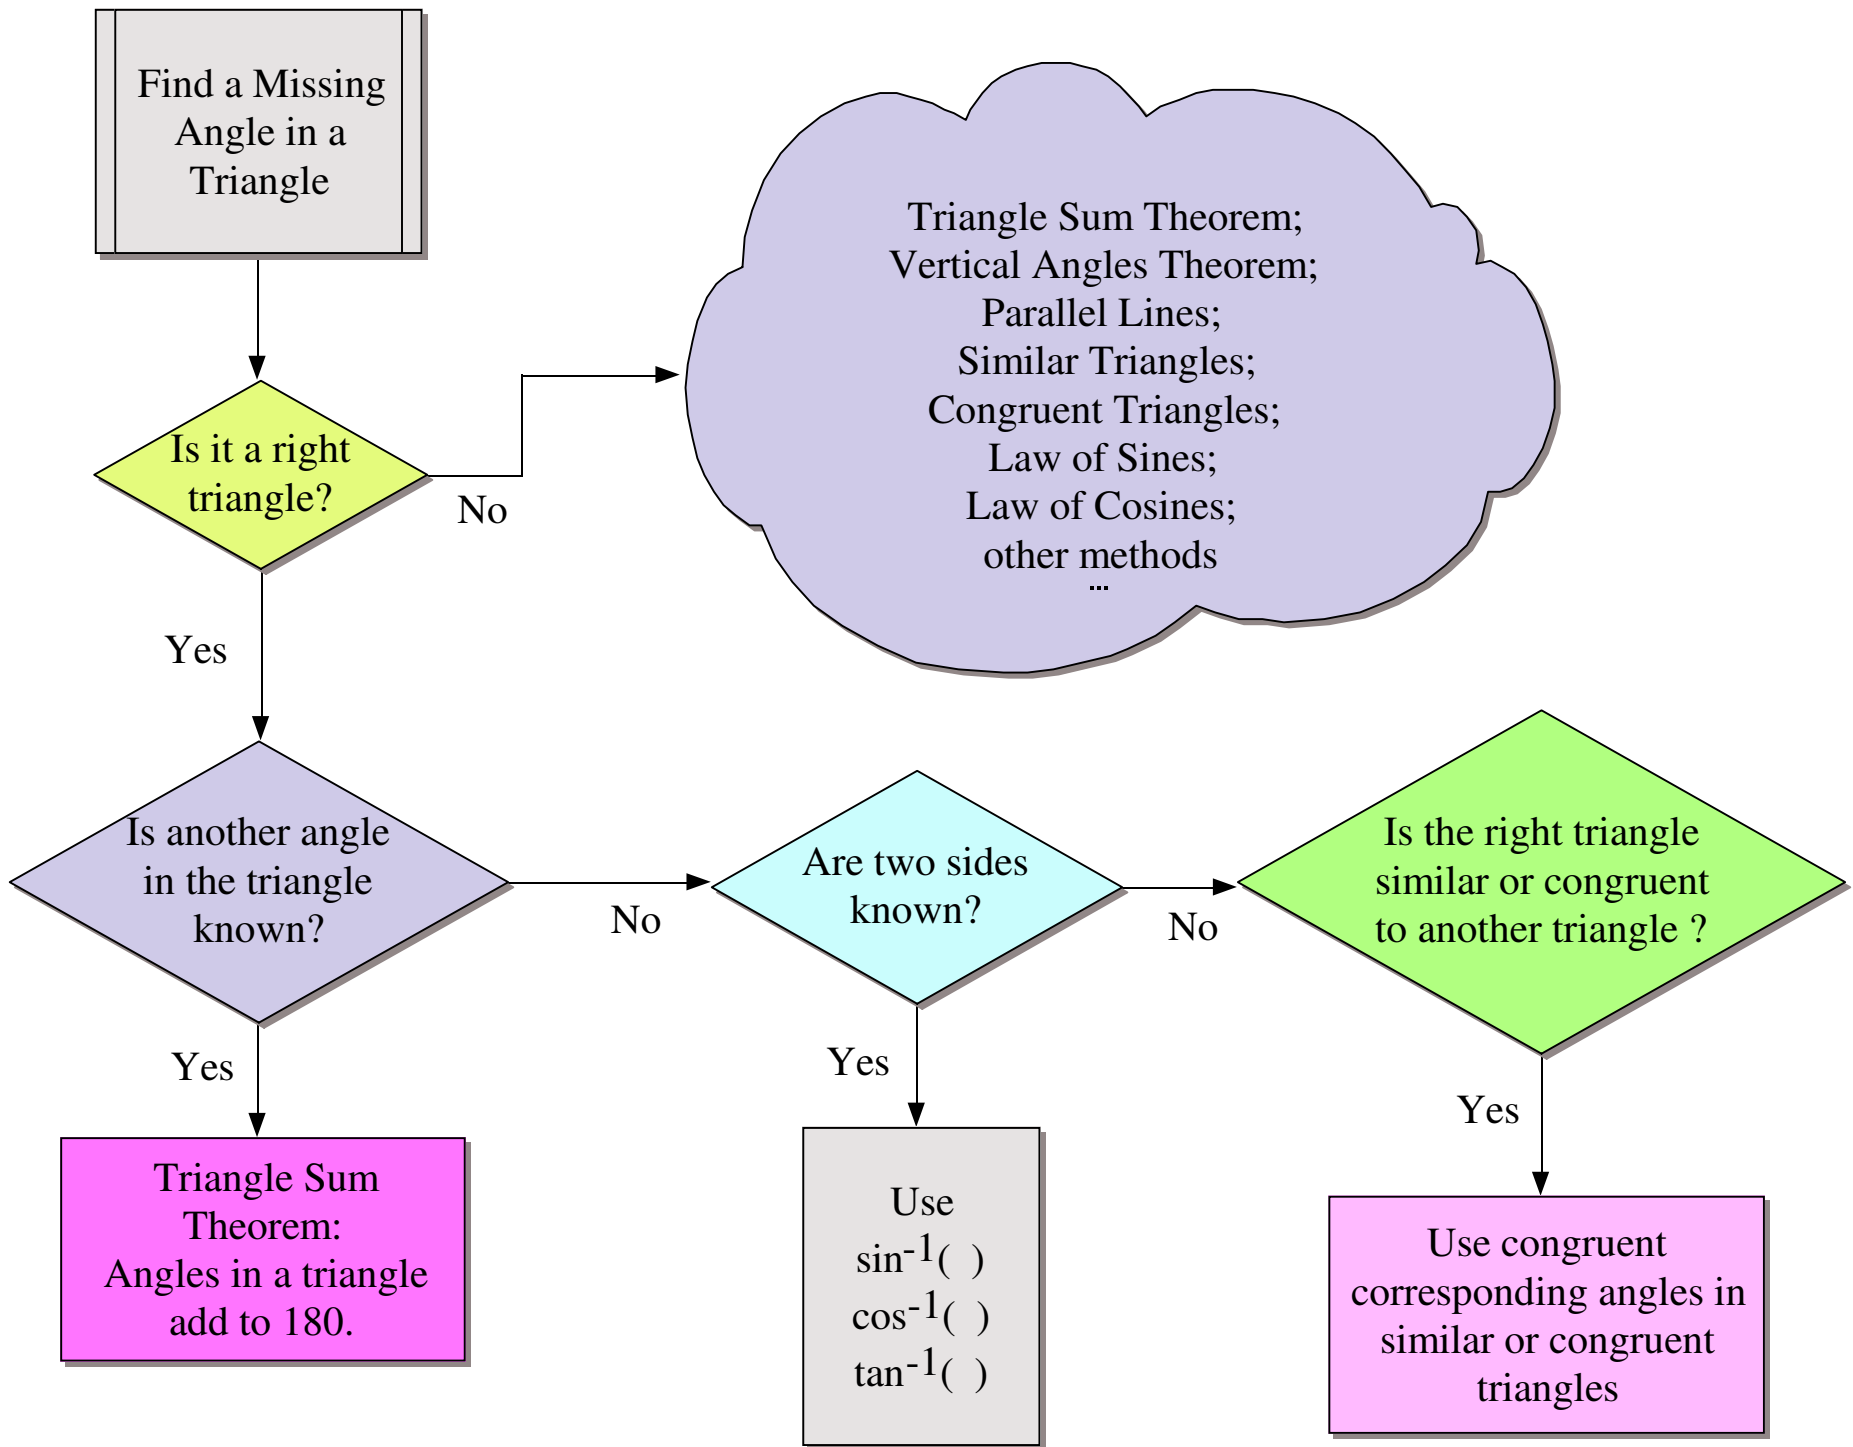 Find a Missing
Angle in a
Triangle
Triangle Sum Theorem;
Vertical Angles Theorem;
Parallel Lines;
Similar Triangles;
Congruent Triangles;
Law of Sines;
Law of Cosines;
other methods
...
Is it a right
triangle?
No
Yes
Is another angle
in the triangle
known?
No
Are two sides
known?
No
Is the right triangle
similar or congruent
to another triangle ?
Yes
Yes
Yes
Triangle Sum
Theorem:
Angles in a triangle
add to 180.
Use
sin⁻¹( )
cos⁻¹( )
tan⁻¹( )
Use congruent
corresponding angles in
similar or congruent
triangles